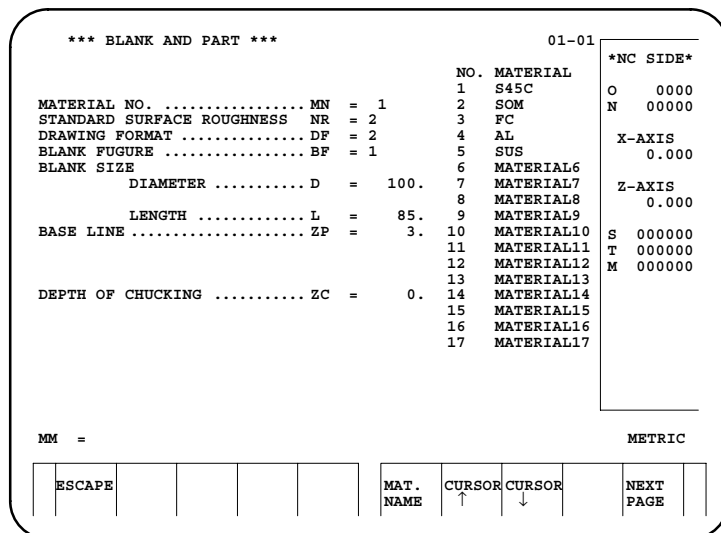 *** BLANK AND PART *** 01-01
MATERIAL NO. ................. MN = 1
STANDARD SURFACE ROUGHNESS NR = 2
DRAWING FORMAT ............... DF = 2
BLANK FUGURE ................. BF = 1
BLANK SIZE
DIAMETER ........... D = 100.
LENGTH ............. L = 85.
BASE LINE ..................... ZP = 3.
DEPTH OF CHUCKING ........... ZC = 0.
NO. MATERIAL
1 S45C
2 SOM
3 FC
4 AL
5 SUS
6 MATERIAL6
7 MATERIAL7
8 MATERIAL8
9 MATERIAL9
10 MATERIAL10
11 MATERIAL11
12 MATERIAL12
13 MATERIAL13
14 MATERIAL14
15 MATERIAL15
16 MATERIAL16
17 MATERIAL17
*NC SIDE*
O 0000
N 00000
X-AXIS
0.000
Z-AXIS
0.000
S 000000
T 000000
M 000000
MM = METRIC
ESCAPE
MAT. NAME
CURSOR ↑
CURSOR ↓
NEXT PAGE